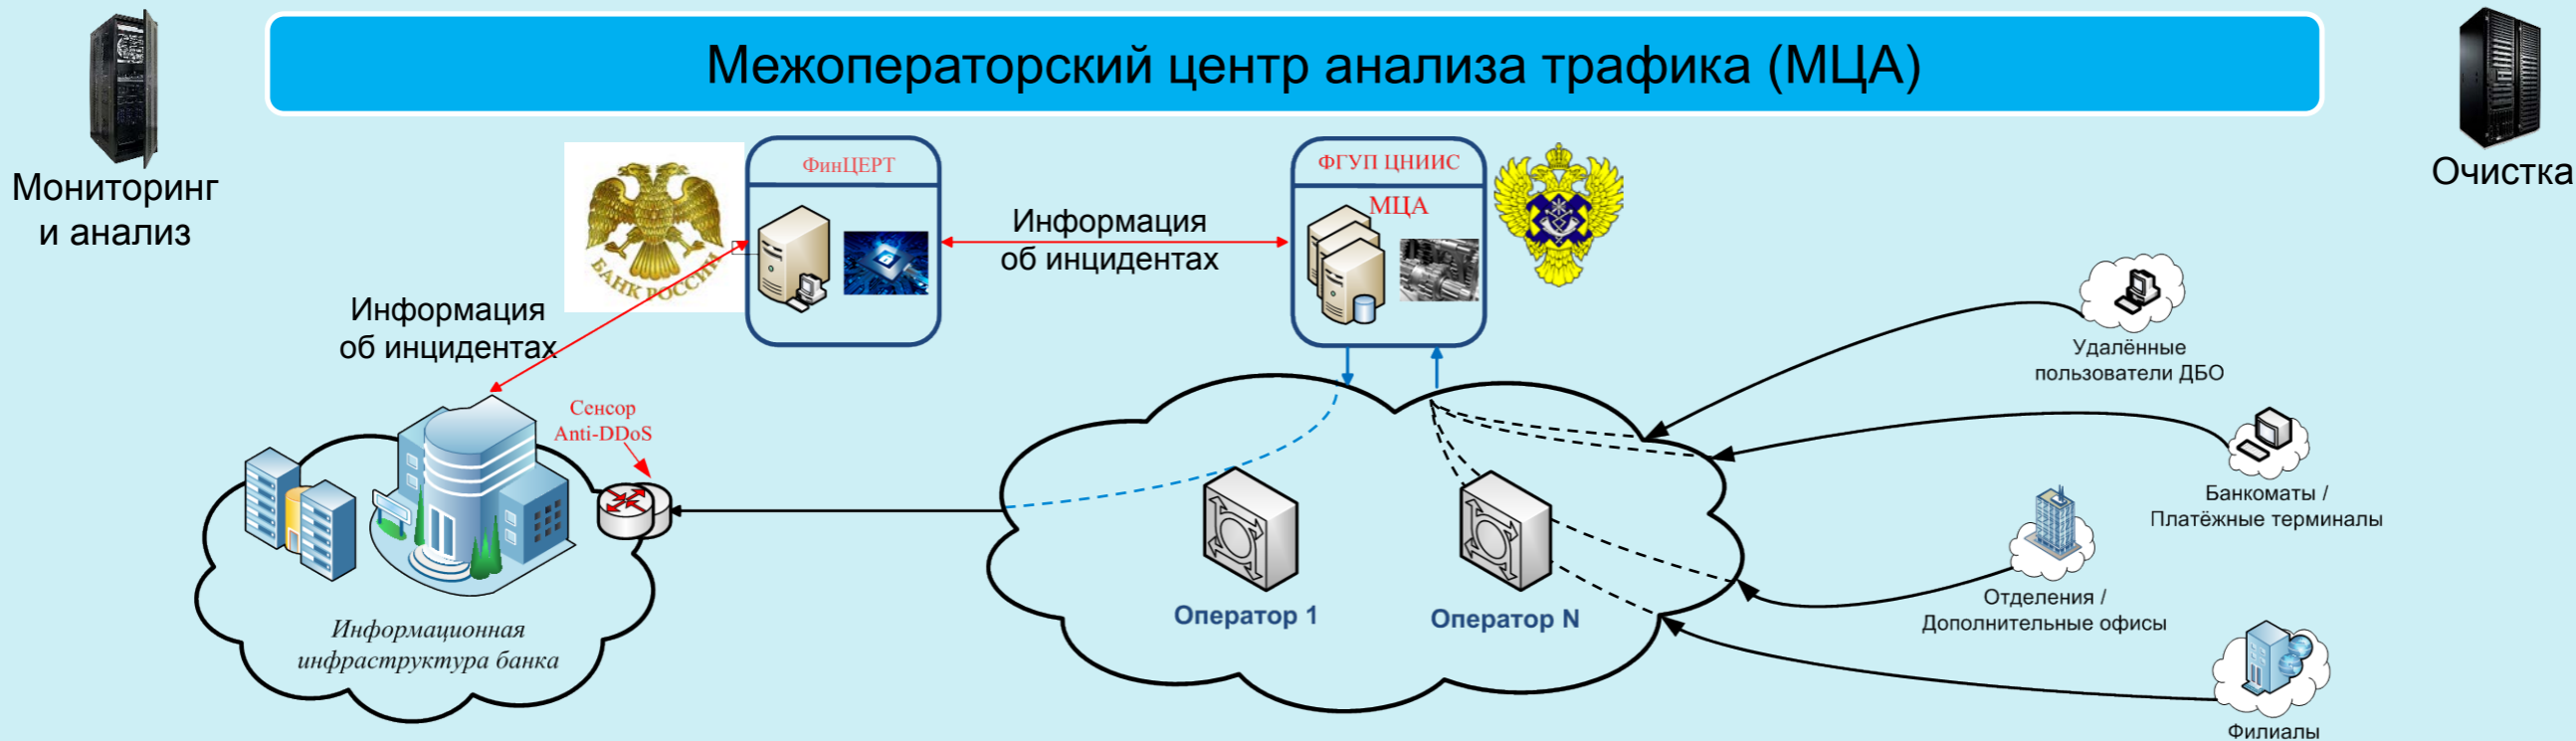 Межоператорский центр анализа трафика (МЦА)
Мониторинг
и анализ
Очистка
БАНК РОССИИ
ФинЦЕРТ
Информация
об инцидентах
ФГУП ЦНИИС
МЦА
Информация
об инцидентах
Удалённые
пользователи ДБО
Сенсор
Anti-DDoS
Банкоматы /
Платёжные терминалы
Отделения /
Дополнительные офисы
Оператор 1
Оператор N
Информационная
инфраструктура банка
Филиалы